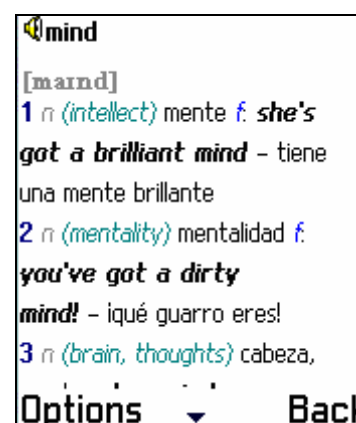 mind
[maɪnd]
1 n (intellect) mente f. she's
got a brilliant mind – tiene
una mente brillante
2 n (mentality) mentalidad f.
you've got a dirty
mind! – ¡qué guarro eres!
3 n (brain, thoughts) cabeza,
Options Back